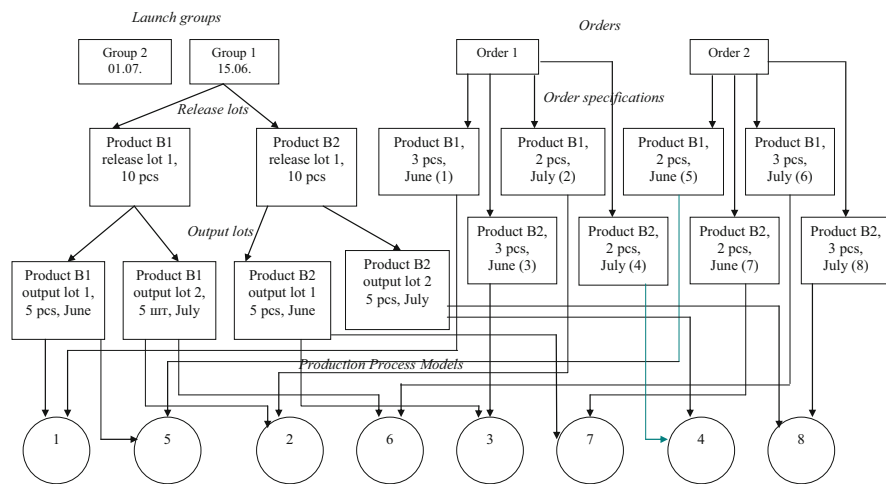 Launch groups
Orders
Group 2
01.07.
Group 1
15.06.
Order 1
Order 2
Release lots
Order specifications
Product B1
release lot 1,
10 pcs
Product B2
release lot 1,
10 pcs
Product B1,
3 pcs,
June (1)
Product B1,
2 pcs,
July (2)
Product B1,
2 pcs,
June (5)
Product B1,
3 pcs,
July (6)
Output lots
Product B2,
3 pcs,
June (3)
Product B2,
2 pcs,
July (4)
Product B2,
2 pcs,
June (7)
Product B2,
3 pcs,
July (8)
Product B1
output lot 1,
5 pcs, June
Product B1
output lot 2,
5 шт, July
Product B2
output lot 1
5 pcs, June
Product B2
output lot 2
5 pcs, July
Production Process Models
1
5
2
6
3
7
4
8